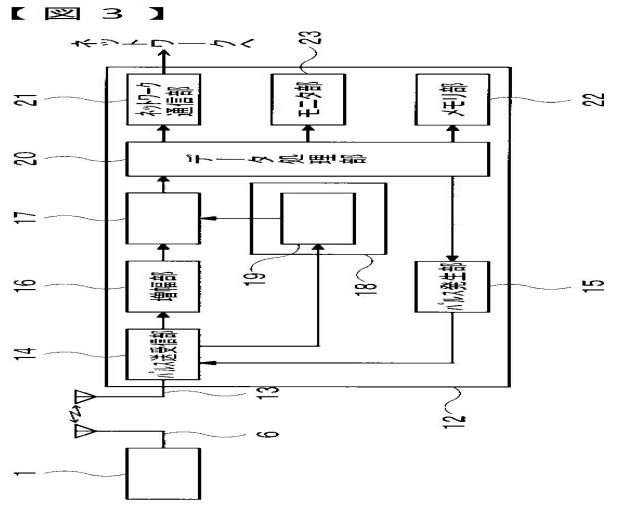 【図3】
ネットワークへ
21
ネットワーク
通信部
23
モニタ部
22
メモリ部
20
データ処理部
17
19
18
16
増幅部
15
パルス発生部
14
パルス送受信部
13
12
6
1